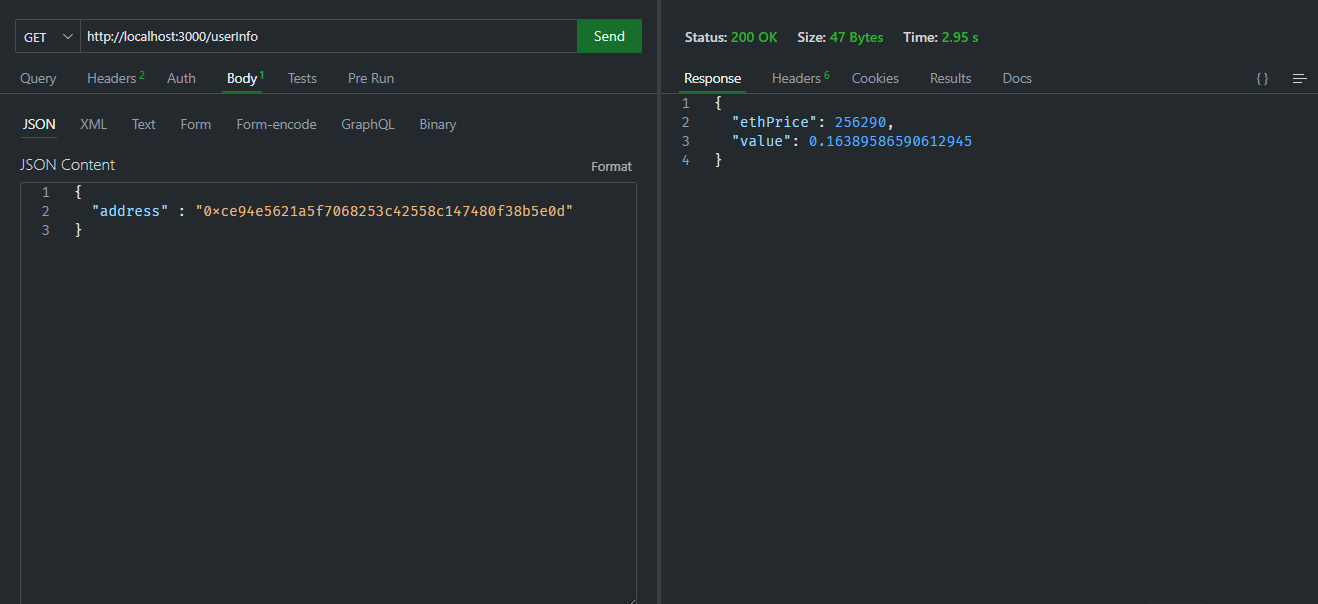 GET http://localhost:3000/userInfo Send
Query Headers 2 Auth Body 1 Tests Pre Run
JSON XML Text Form Form-encode GraphQL Binary
JSON Content Format
1 {
2 "address" : "0xce94e5621a5f7068253c42558c147480f38b5e0d"
3 }
Status: 200 OK Size: 47 Bytes Time: 2.95 s
Response Headers 6 Cookies Results Docs { }
1 {
2 "ethPrice": 256290,
3 "value": 0.16389586590612945
4 }